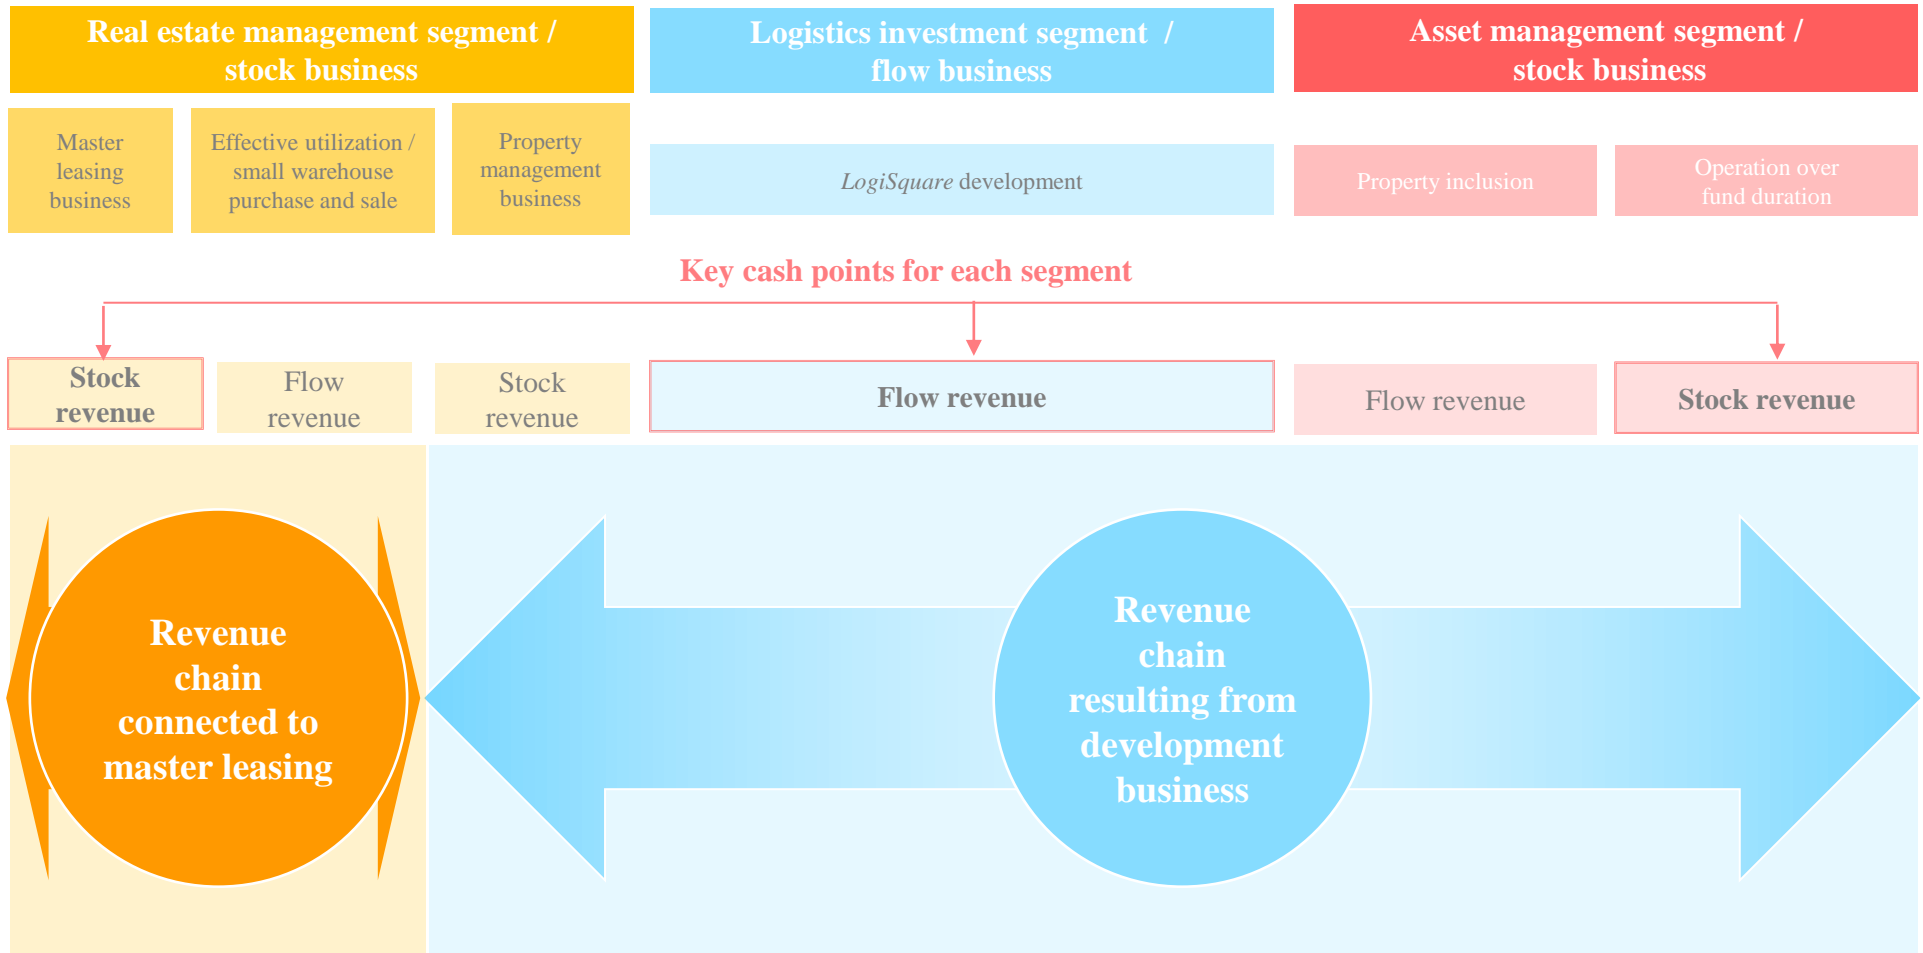 Real estate management segment /
stock business
Logistics investment segment /
flow business
Asset management segment /
stock business
Master
leasing
business
Effective utilization /
small warehouse
purchase and sale
Property
management
business
LogiSquare development
Property inclusion
Operation over
fund duration
Key cash points for each segment
Stock
revenue
Flow
revenue
Stock
revenue
Flow revenue
Flow revenue
Stock revenue
Revenue
chain
connected to
master leasing
Revenue
chain
resulting from
development
business